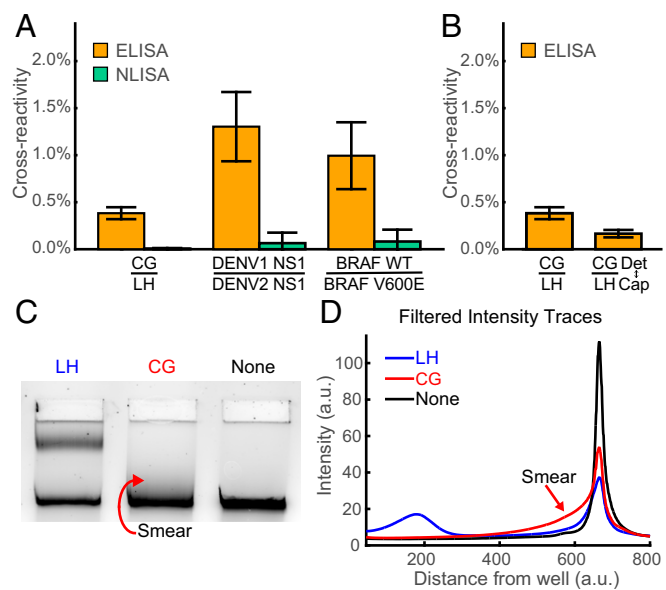 A
B
ELISA
NLISA
ELISA
Cross-reactivity
2.0%
1.5%
1.0%
0.5%
0.0%
CG
LH
DENV1 NS1
DENV2 NS1
BRAF WT
BRAF V600E
Cross-reactivity
2.0%
1.5%
1.0%
0.5%
0.0%
CG
LH
CG Det
LH Cap
C
LH
CG
None
Smear
D
Filtered Intensity Traces
LH
CG
None
Smear
Intensity (a.u.)
100
80
60
40
20
0
200
400
600
800
Distance from well (a.u.)